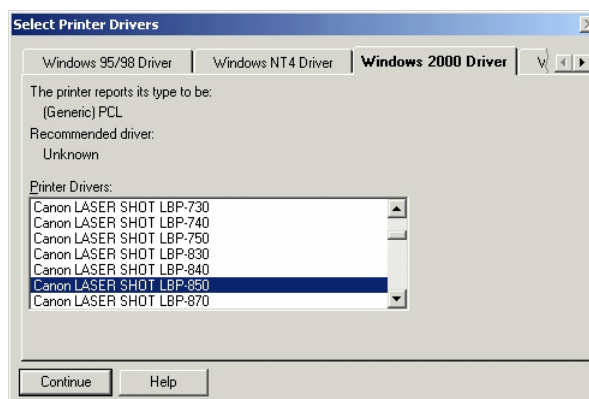 Select Printer Drivers
Windows 95/98 Driver
Windows NT4 Driver
Windows 2000 Driver
The printer reports its type to be:
(Generic) PCL
Recommended driver:
Unknown
Printer Drivers:
Canon LASER SHOT LBP-730
Canon LASER SHOT LBP-740
Canon LASER SHOT LBP-750
Canon LASER SHOT LBP-830
Canon LASER SHOT LBP-840
Canon LASER SHOT LBP-850
Canon LASER SHOT LBP-870
Continue
Help